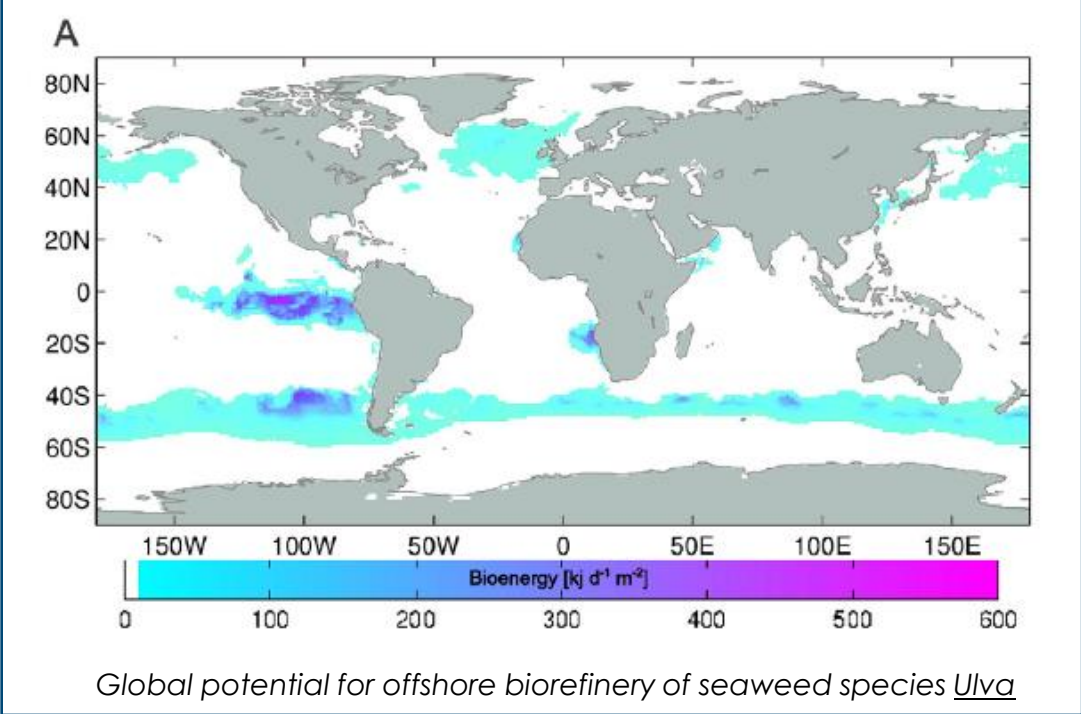 A
80N
60N
40N
20N
0
20S
40S
60S
80S
150W 100W 50W 0 50E 100E 150E
Bioenergy [kj d⁻¹ m⁻²]
0 100 200 300 400 500 600
Global potential for offshore biorefinery of seaweed species Ulva